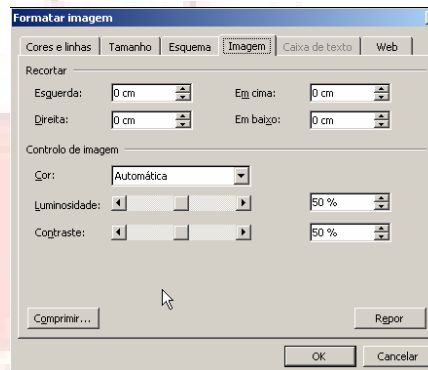 Formatar imagem
Cores e linhas Tamanho Esquema Imagem Caixa de texto Web
Recortar
Esquerda: 0 cm Em cima: 0 cm
Direita: 0 cm Em baixo: 0 cm
Controlo de imagem
Cor: Automática
Luminosidade: 50 %
Contraste: 50 %
Comprimir... Repor
OK Cancelar